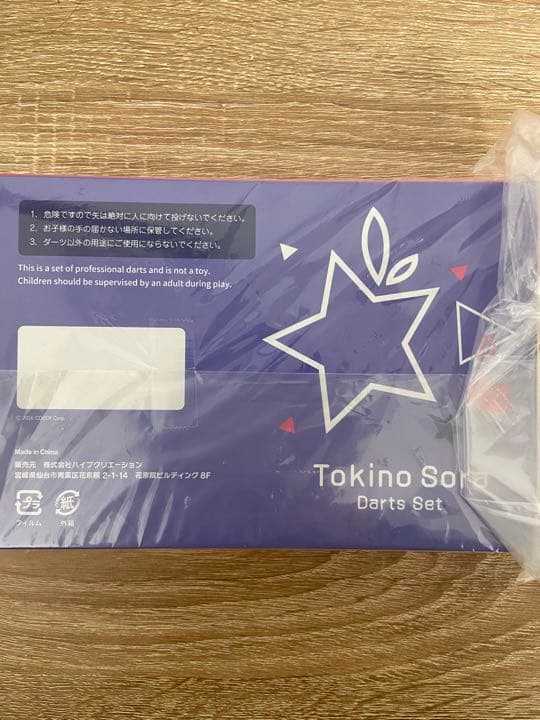 1. 危険ですので矢は絶対に人に向けて投げないでください。
2. お子様の手の届かない場所に保管してください。
3. ダーツ以外の用途にご使用にならないでください。
This is a set of professional darts and is not a toy.
Children should be supervised by an adult during play.
© 2016 COVER Corp.
Made in China
販売元 株式会社ハイプクリエーション
宮城県仙台市青葉区花京院 2-1-14 花京院ビルディング 8F
プラ
フィルム
紙
外箱
Tokino Sora
Darts Set